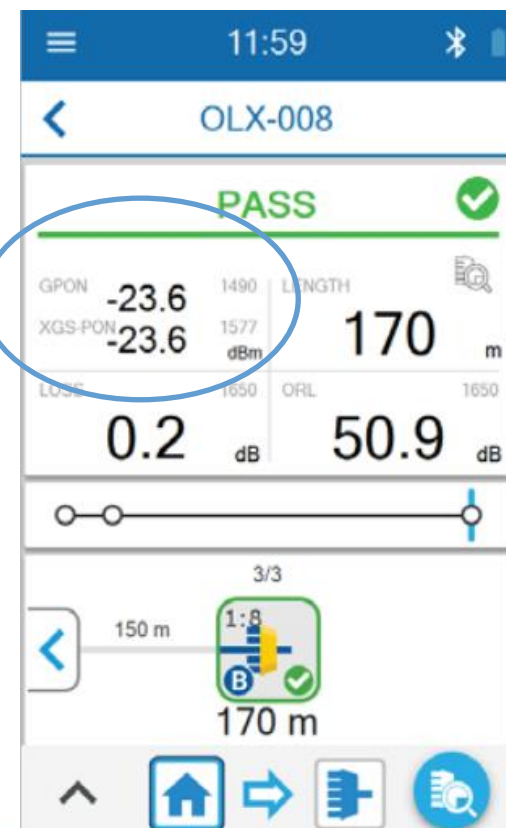 11:59
OLX-008
PASS
GPON -23.6 1490
XGS-PON -23.6 1577
dBm
LENGTH
170 m
LOSS 1650
0.2 dB
ORL 1650
50.9 dB
3/3
150 m
1:8
B
170 m